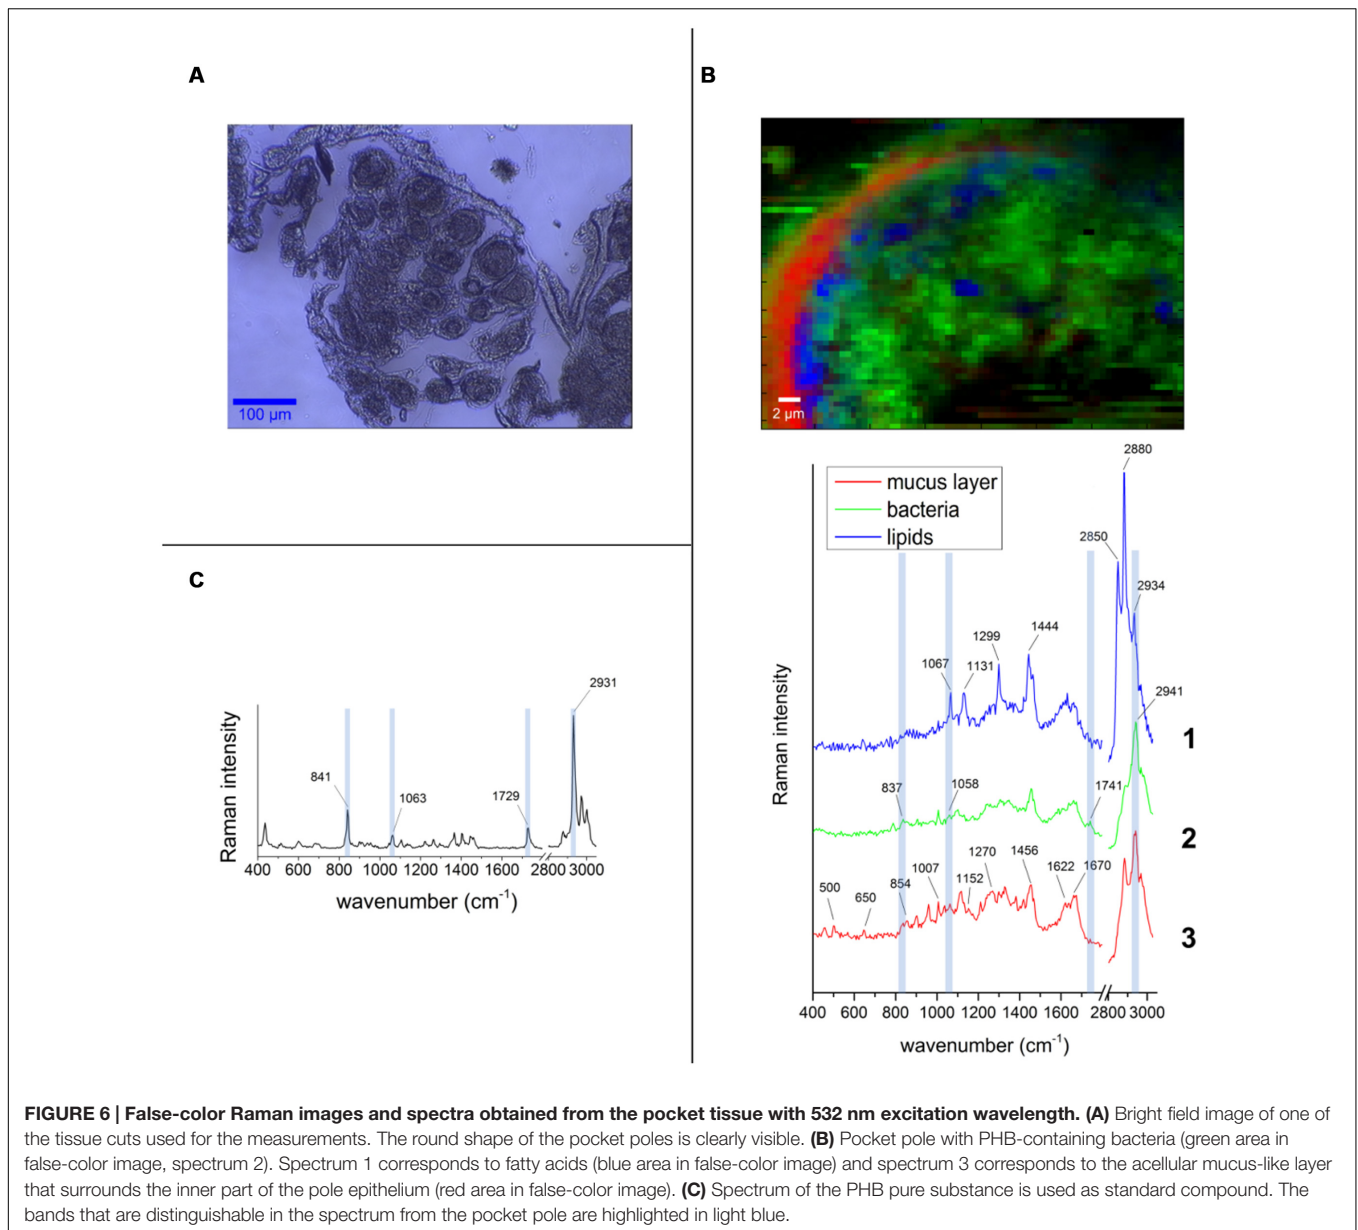 A
100 µm
B
2 µm
mucus layer
bacteria
lipids
2880
2850
2934
1444
1299
1067
1131
2941
1
837
1058
1741
2
500
650
854
1007
1152
1270
1456
1622
1670
3
Raman intensity
400 600 800 1000 1200 1400 1600 2800 3000
wavenumber (cm-1)
C
2931
841
1063
1729
Raman intensity
400 600 800 1000 1200 1400 1600 2800 3000
wavenumber (cm-1)
FIGURE 6 | False-color Raman images and spectra obtained from the pocket tissue with 532 nm excitation wavelength. (A) Bright field image of one of
the tissue cuts used for the measurements. The round shape of the pocket poles is clearly visible. (B) Pocket pole with PHB-containing bacteria (green area in
false-color image, spectrum 2). Spectrum 1 corresponds to fatty acids (blue area in false-color image) and spectrum 3 corresponds to the acellular mucus-like layer
that surrounds the inner part of the pole epithelium (red area in false-color image). (C) Spectrum of the PHB pure substance is used as standard compound. The
bands that are distinguishable in the spectrum from the pocket pole are highlighted in light blue.